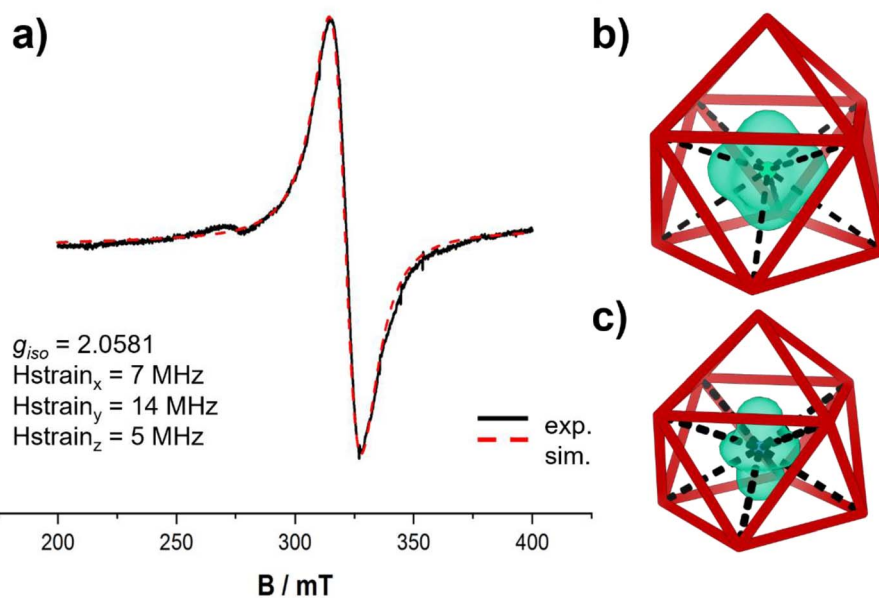 a)
g_iso = 2.0581
Hstrain_x = 7 MHz
Hstrain_y = 14 MHz
Hstrain_z = 5 MHz
exp.
sim.
200 250 300 350 400
B / mT
b)
c)